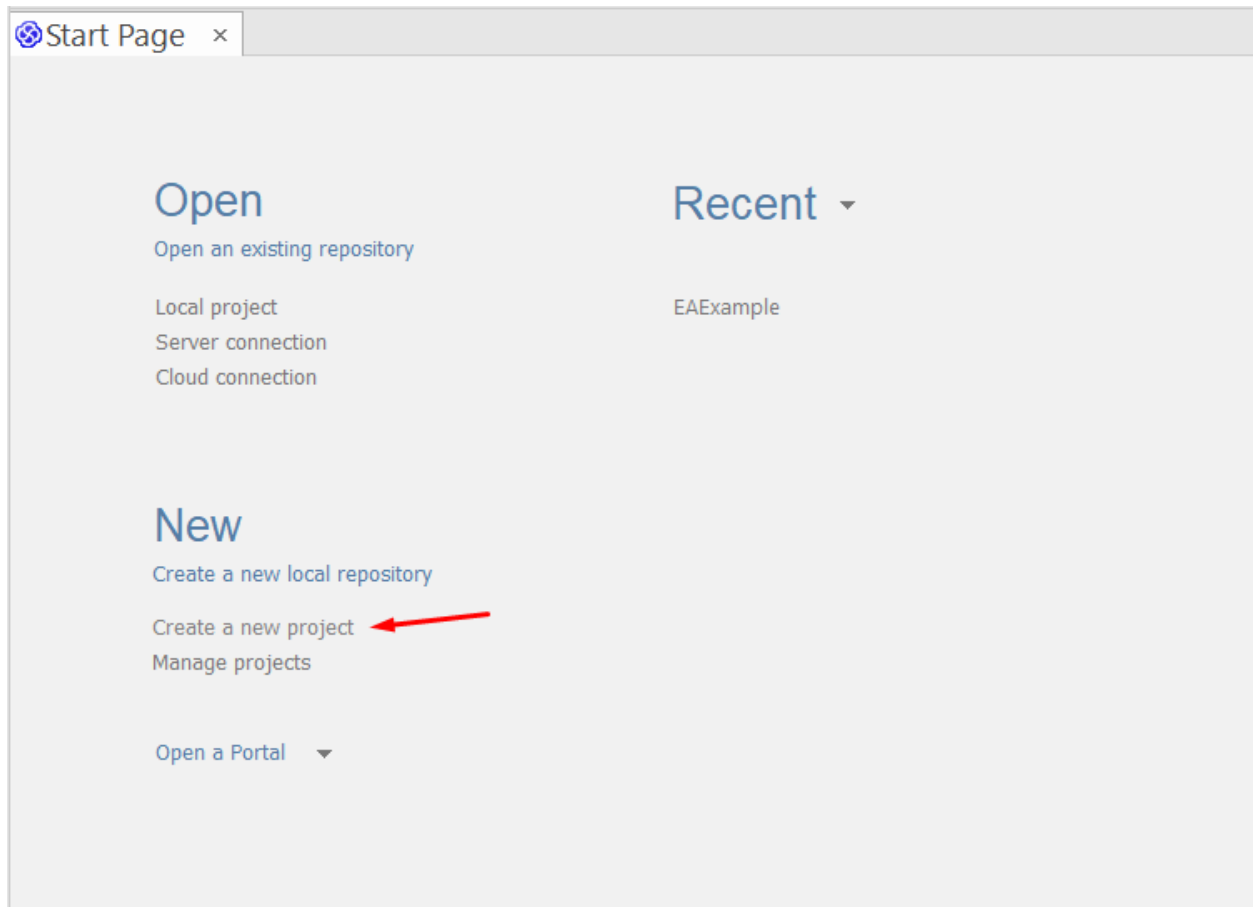 Start Page ×
Open
Open an existing repository
Local project
Server connection
Cloud connection
Recent
EAExample
New
Create a new local repository
Create a new project
Manage projects
Open a Portal